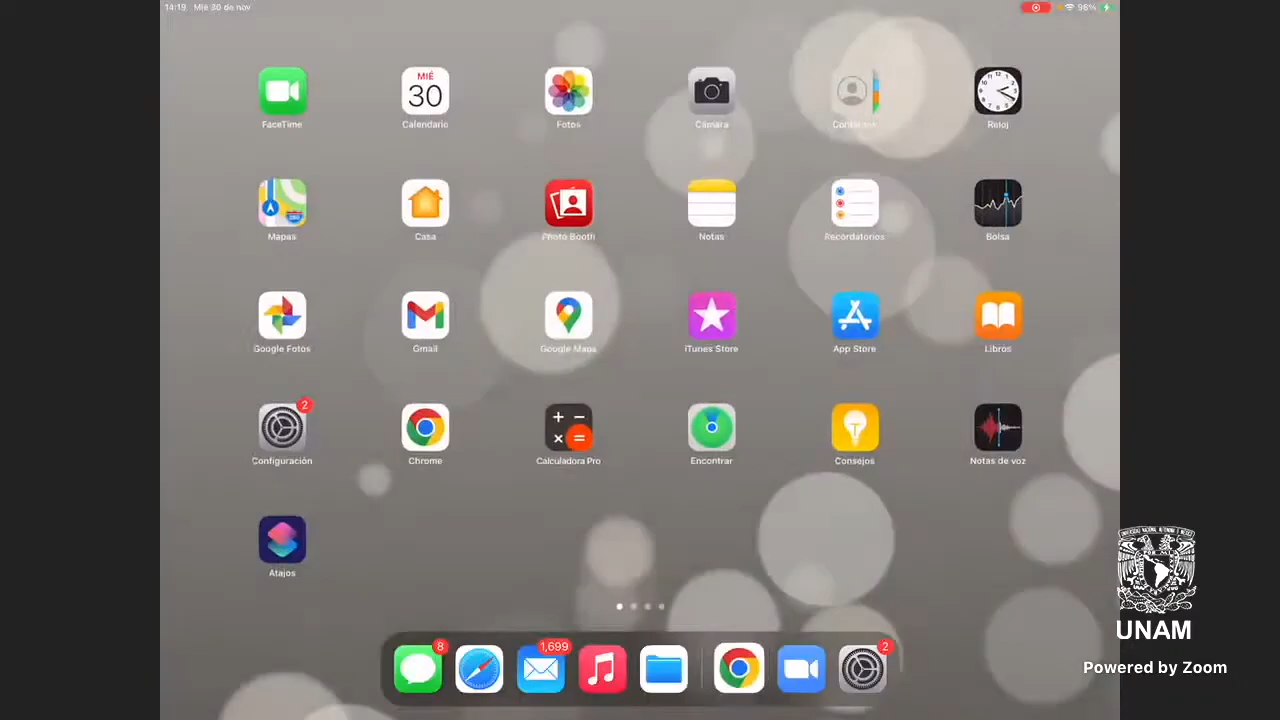 14:19 Mié 30 de nov
98%
FaceTime
MIÉ
30
Calendario
Fotos
Cámara
Contactos
Reloj
Mapas
Casa
Photo Booth
Notas
Recordatorios
Bolsa
Google Fotos
Gmail
Google Maps
iTunes Store
App Store
Libros
2
Configuración
Chrome
Calculadora Pro
Encontrar
Consejos
Notas de voz
Atajos
8
1,699
2
UNAM
Powered by Zoom